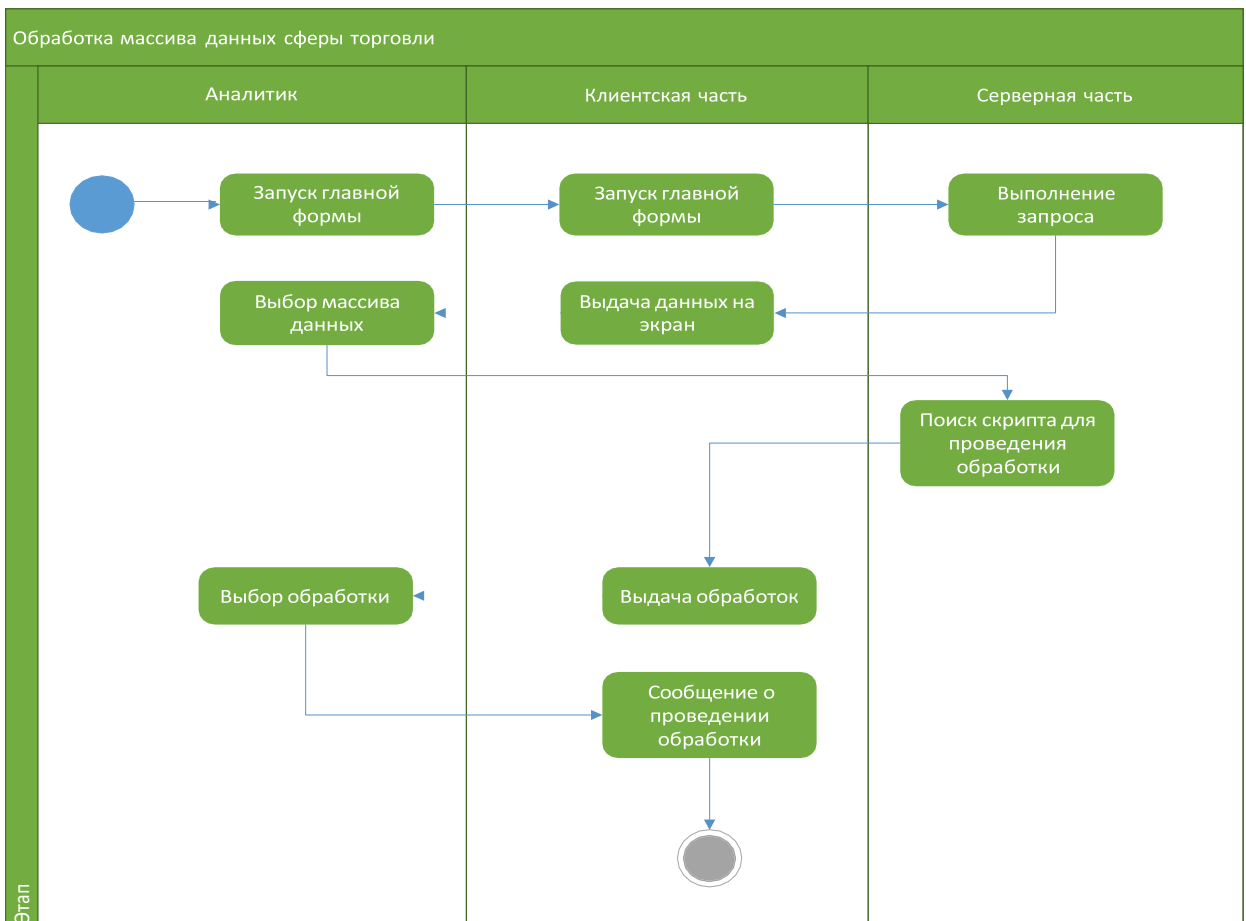 Обработка массива данных сферы торговли
Аналитик
Клиентская часть
Серверная часть
Запуск главной
формы
Запуск главной
формы
Выполнение
запроса
Выбор массива
данных
Выдача данных на
экран
Поиск скрипта для
проведения
обработки
Выбор обработки
Выдача обработок
Сообщение о
проведении
обработки
Этап